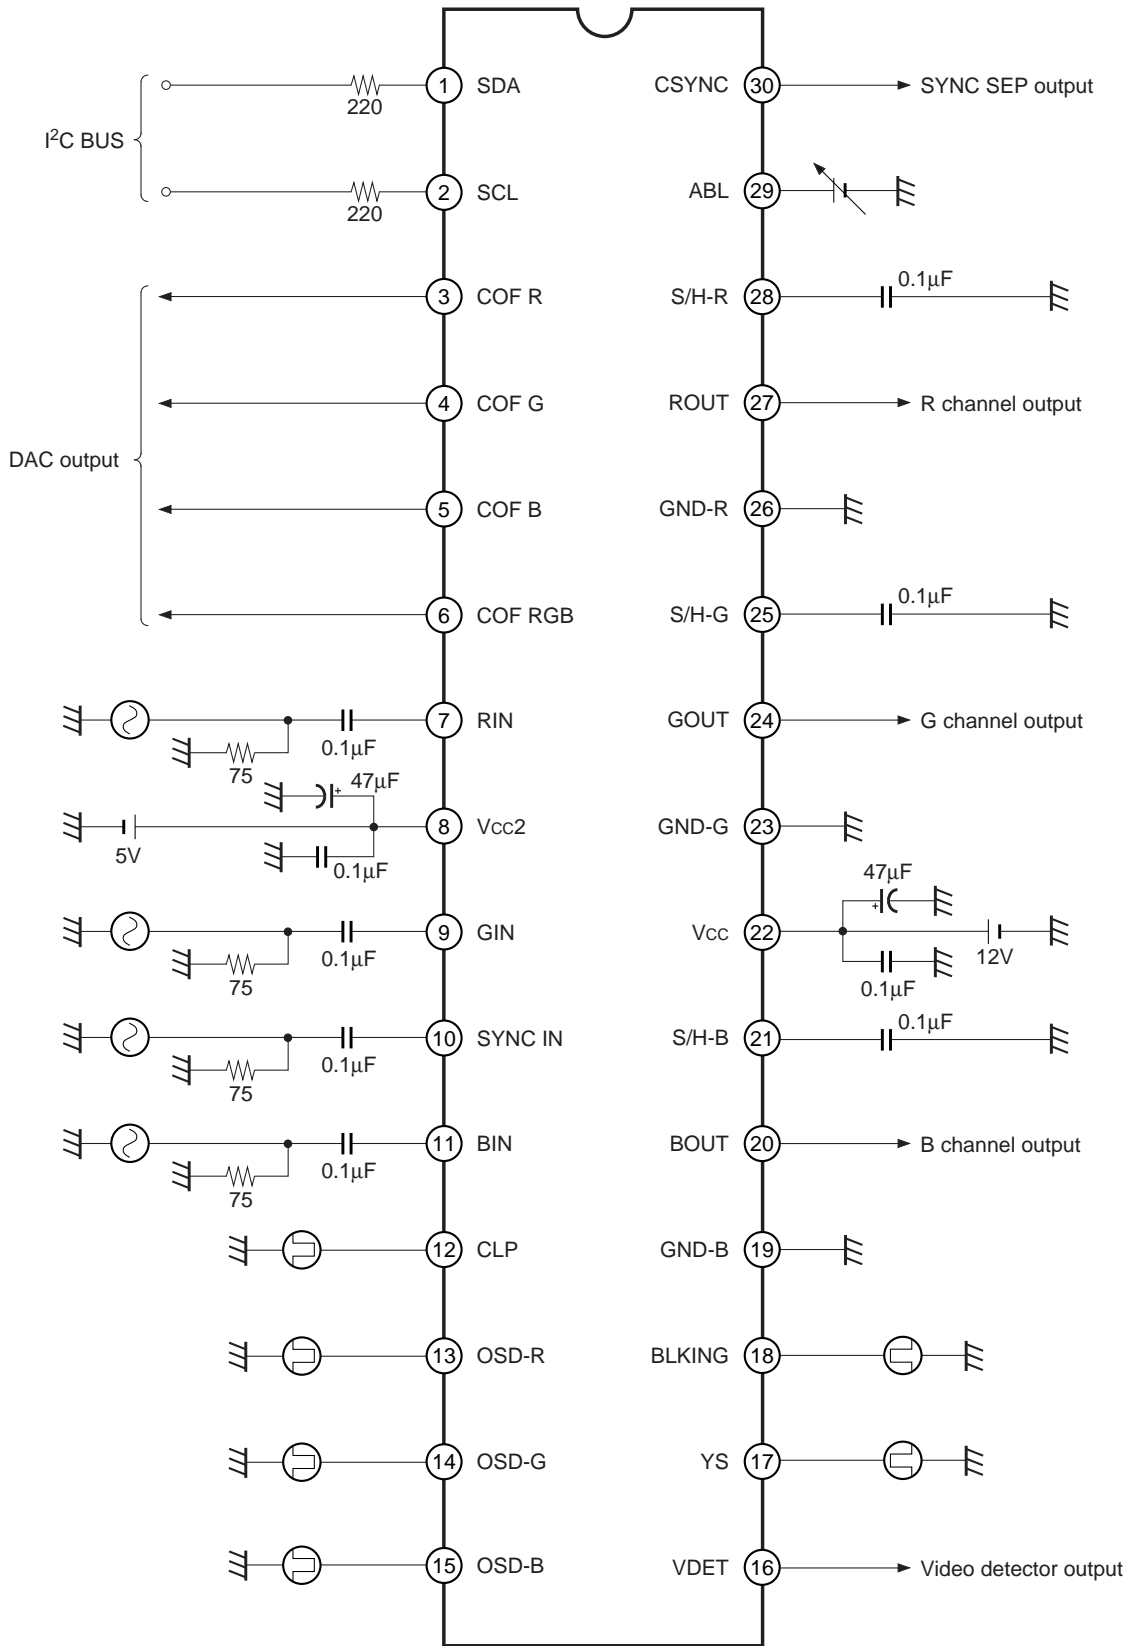 I²C BUS
220
1
SDA
220
2
SCL
DAC output
3
COF R
4
COF G
5
COF B
6
COF RGB
7
RIN
0.1μF
75
47μF
+
8
VCC2
5V
0.1μF
9
GIN
0.1μF
75
10
SYNC IN
0.1μF
75
11
BIN
0.1μF
75
12
CLP
13
OSD-R
14
OSD-G
15
OSD-B
CSYNC
30
SYNC SEP output
ABL
29
S/H-R
28
0.1μF
ROUT
27
R channel output
GND-R
26
S/H-G
25
0.1μF
GOUT
24
G channel output
GND-G
23
47μF
+
VCC
22
12V
0.1μF
S/H-B
21
0.1μF
BOUT
20
B channel output
GND-B
19
BLKING
18
YS
17
VDET
16
Video detector output